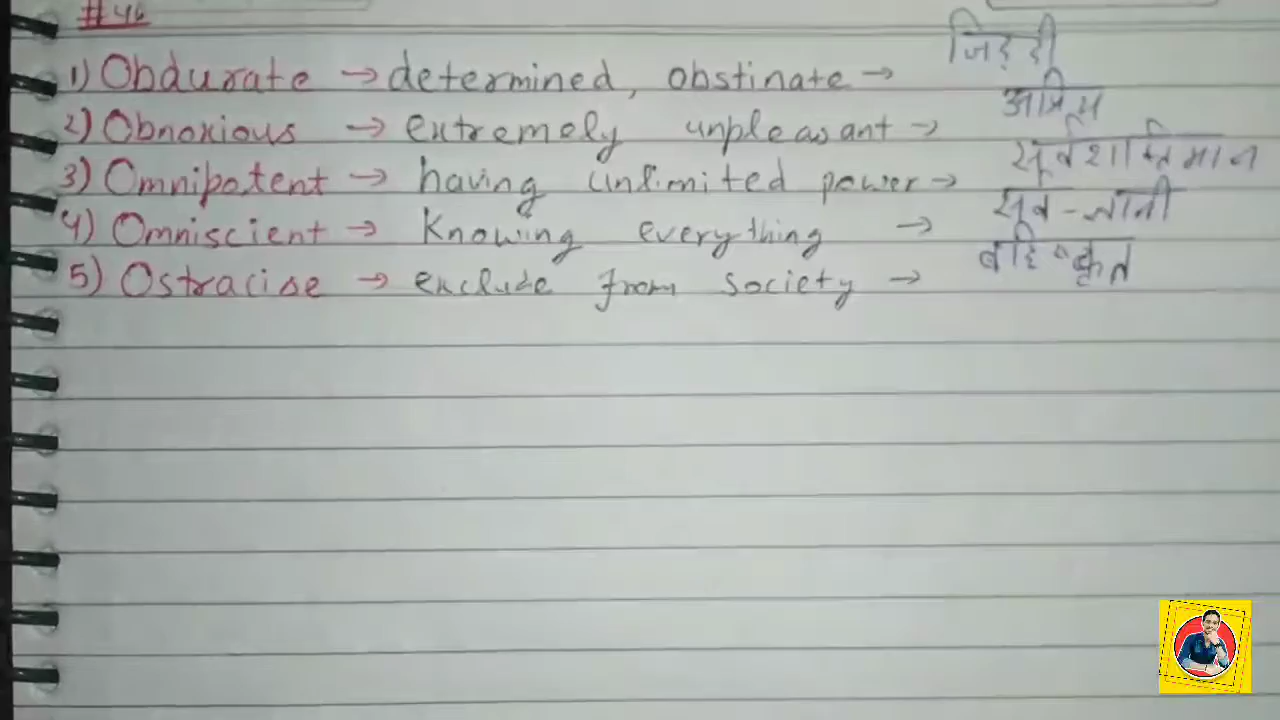 #46
1) Obdurate → determined, obstinate → जिद्दी
2) Obnoxious → extremely unpleasant → अप्रिय
3) Omnipotent → having unlimited power → सर्वशक्तिमान
4) Omniscient → Knowing everything → सर्व-ज्ञानी
5) Ostracise → exclude from society → बहिष्कृत